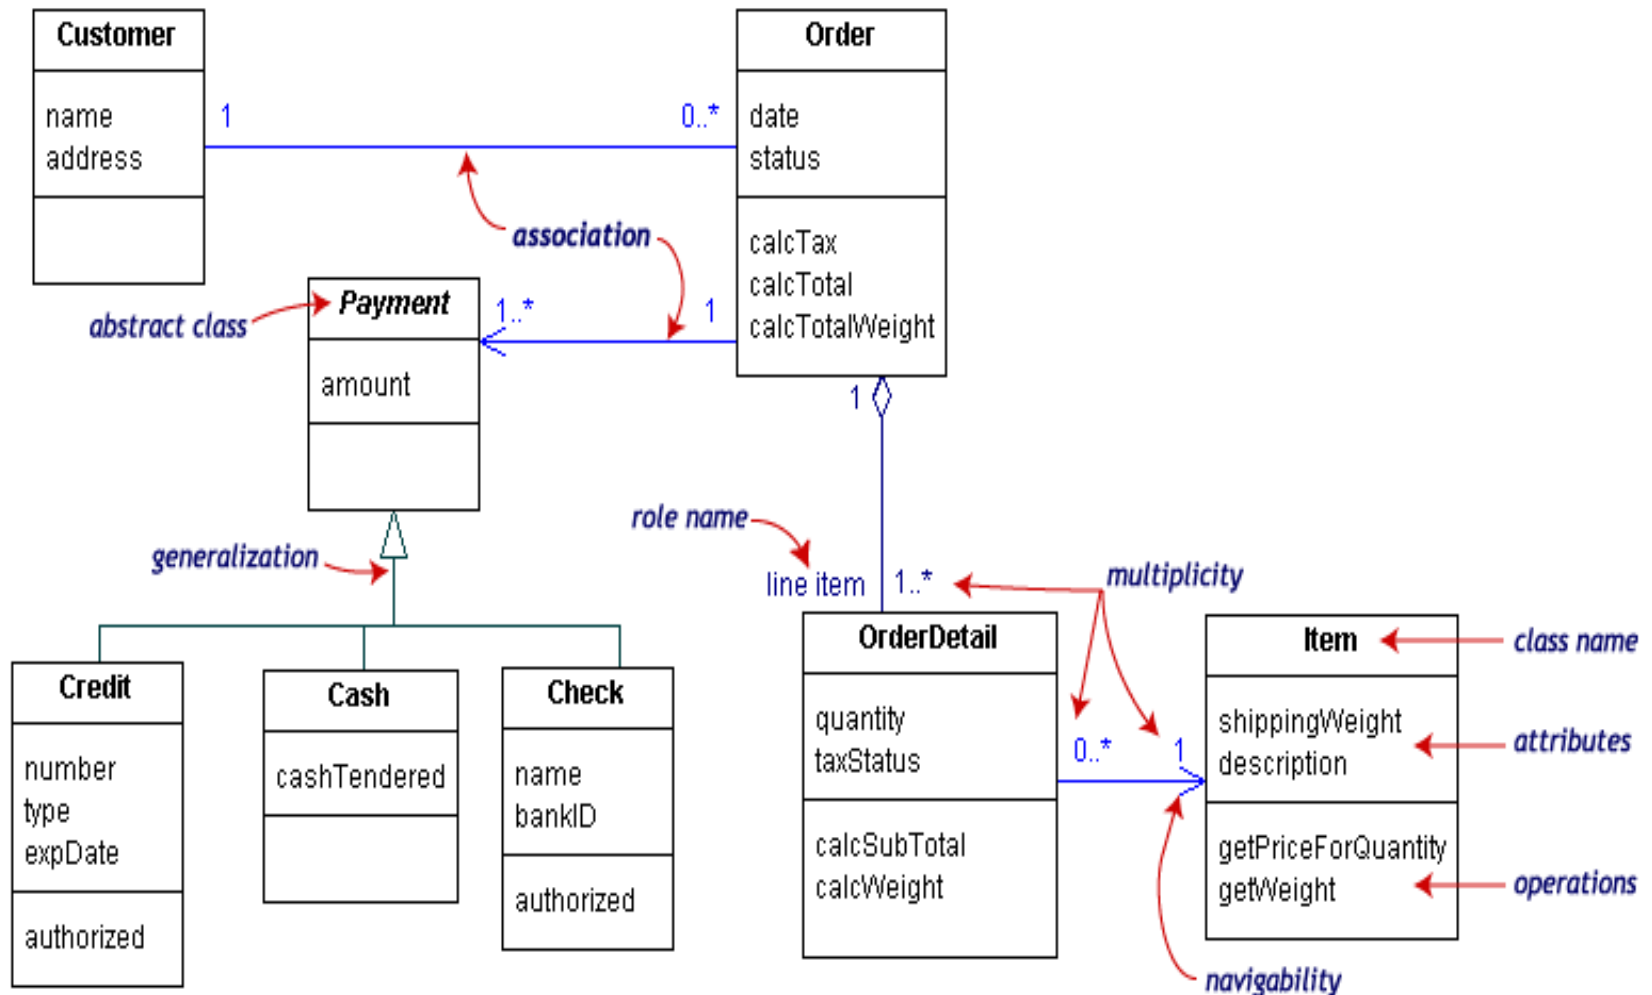 Customer
name
address
1
0..*
Order
date
status
calcTax
calcTotal
calcTotalWeight
association
abstract class
Payment
amount
1..*
1
1
generalization
role name
line item
1..*
multiplicity
Credit
number
type
expDate
authorized
Cash
cashTendered
Check
name
bankID
authorized
OrderDetail
quantity
taxStatus
calcSubTotal
calcWeight
0..*
1
Item
shippingWeight
description
getPriceForQuantity
getWeight
class name
attributes
operations
navigability